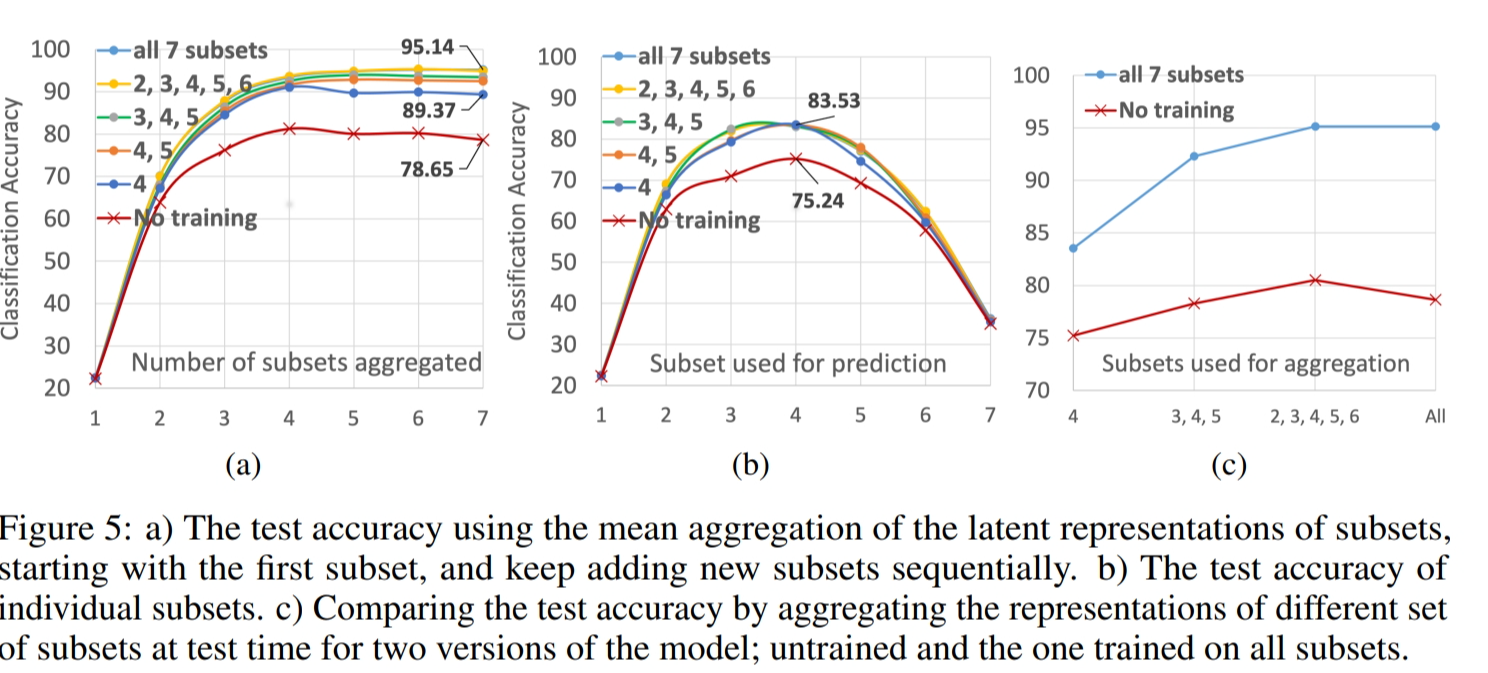 Classification Accuracy
100
90
80
70
60
50
40
30
20
all 7 subsets
2, 3, 4, 5, 6
3, 4, 5
4, 5
4
No training
95.14
89.37
78.65
Number of subsets aggregated
1 2 3 4 5 6 7
(a)
Classification Accuracy
100
90
80
70
60
50
40
30
20
all 7 subsets
2, 3, 4, 5, 6
3, 4, 5
4, 5
4
No training
83.53
75.24
Subset used for prediction
1 2 3 4 5 6 7
(b)
100
95
90
85
80
75
70
all 7 subsets
No training
Subsets used for aggregation
4 3, 4, 5 2, 3, 4, 5, 6 All
(c)
Figure 5: a) The test accuracy using the mean aggregation of the latent representations of subsets,
starting with the first subset, and keep adding new subsets sequentially. b) The test accuracy of
individual subsets. c) Comparing the test accuracy by aggregating the representations of different set
of subsets at test time for two versions of the model; untrained and the one trained on all subsets.